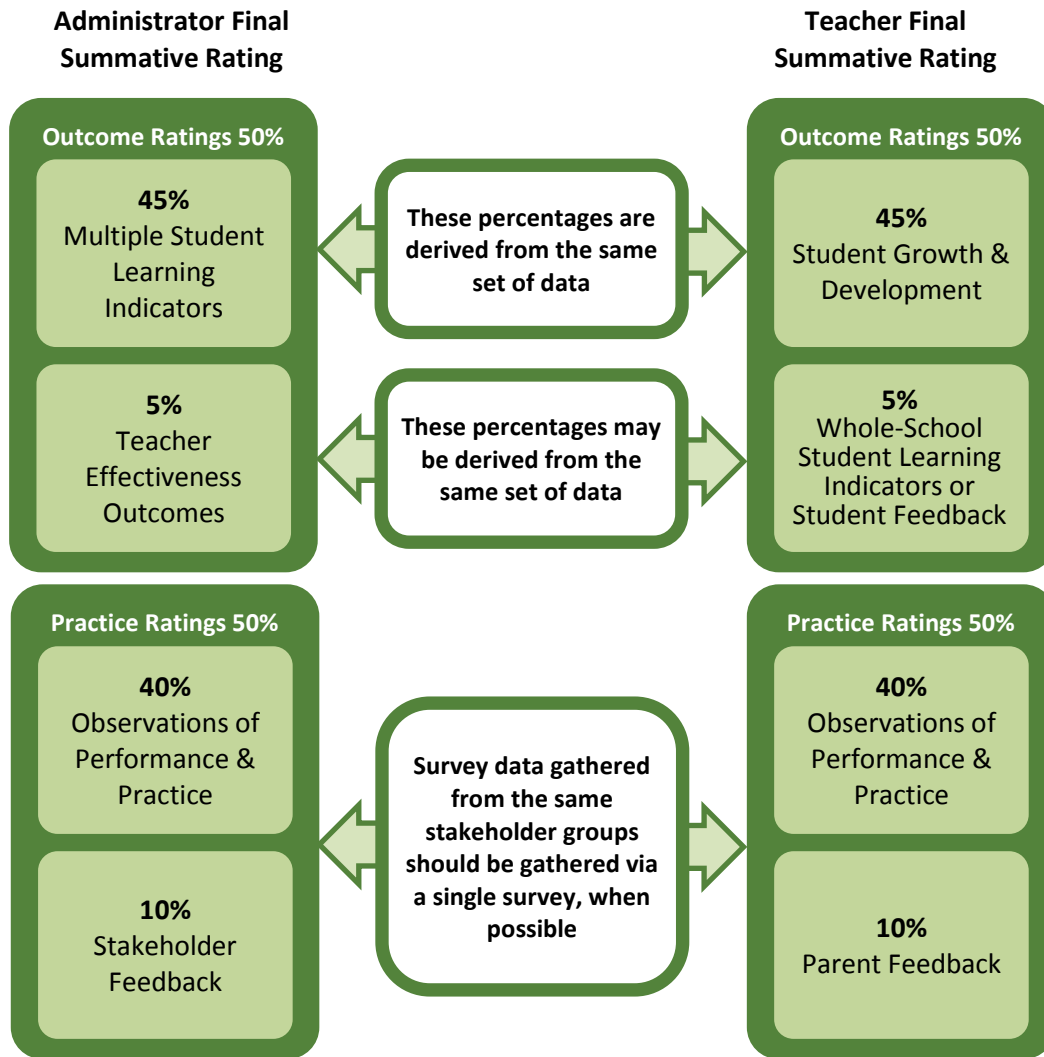 Administrator Final
Summative Rating
Teacher Final
Summative Rating
Outcome Ratings 50%
45%
Multiple Student
Learning
Indicators
These percentages are
derived from the same
set of data
Outcome Ratings 50%
45%
Student Growth &
Development
5%
Teacher
Effectiveness
Outcomes
These percentages may
be derived from the
same set of data
5%
Whole-School
Student Learning
Indicators or
Student Feedback
Practice Ratings 50%
40%
Observations of
Performance &
Practice
10%
Stakeholder
Feedback
Survey data gathered
from the same
stakeholder groups
should be gathered via
a single survey, when
possible
Practice Ratings 50%
40%
Observations of
Performance &
Practice
10%
Parent Feedback